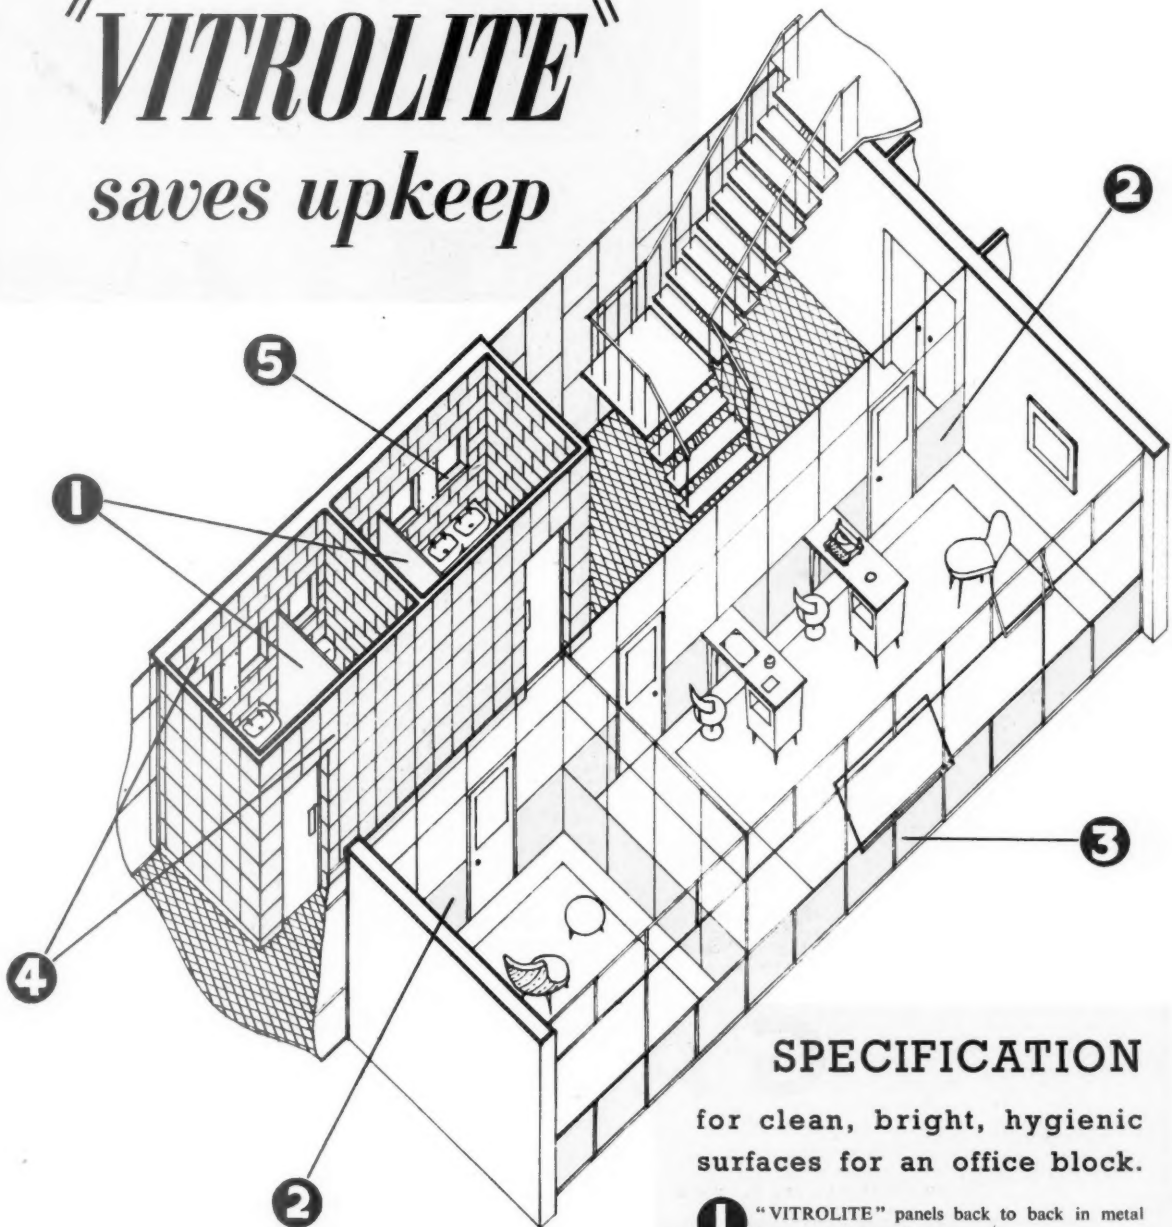 "VITROLITE"
saves upkeep
2
5
1
3
4
2
SPECIFICATION
for clean, bright, hygienic
surfaces for an office block.
1 "VITROLITE" panels back to back in metal